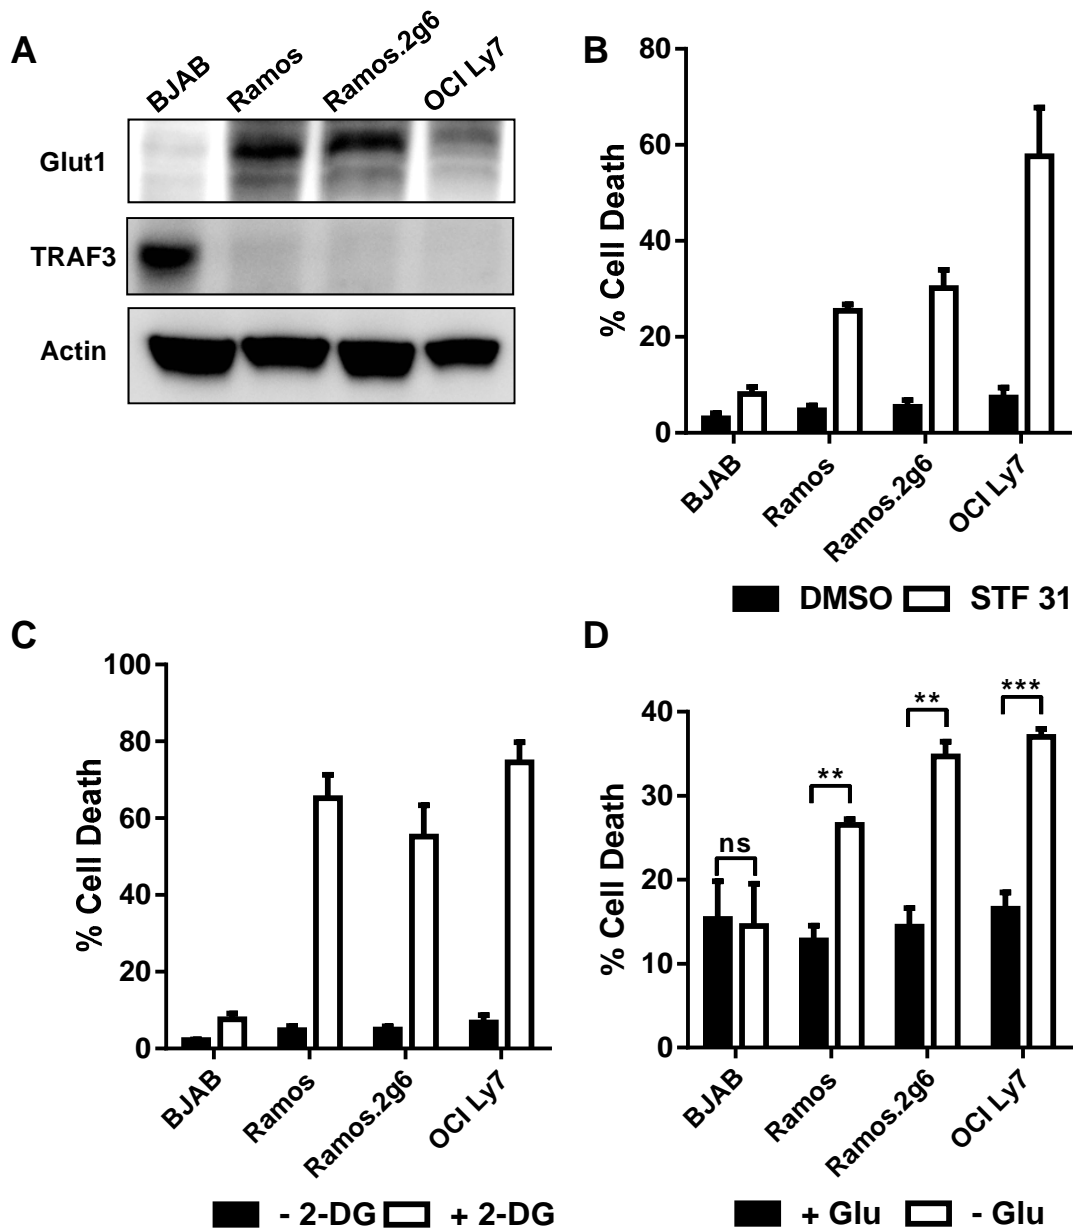 A
BJAB
Ramos
Ramos.2g6
OCI Ly7
Glut1
TRAF3
Actin
B
% Cell Death
80
60
40
20
0
BJAB
Ramos
Ramos.2g6
OCI Ly7
DMSO STF 31
C
% Cell Death
100
80
60
40
20
0
BJAB
Ramos
Ramos.2g6
OCI Ly7
- 2-DG + 2-DG
D
% Cell Death
40
30
20
10
0
ns
**
**
***
BJAB
Ramos
Ramos.2g6
OCI Ly7
+ Glu - Glu